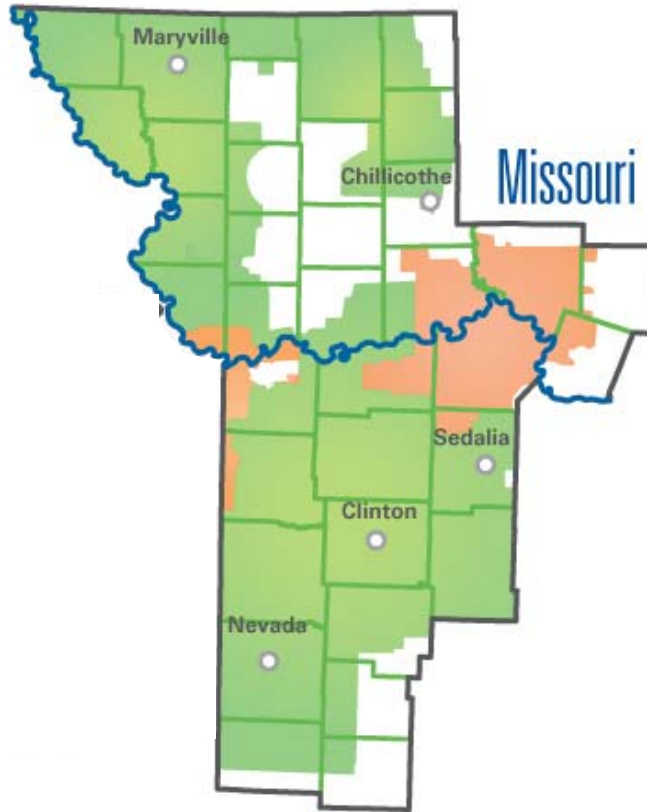 Maryville
Missouri
Chillicothe
Sedalia
Clinton
Nevada